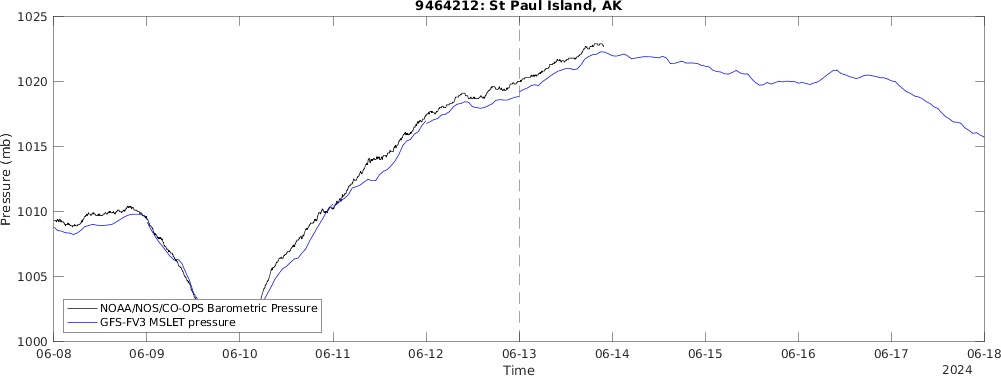 9464212: St Paul Island, AK
1025
1020
1015
1010
1005
1000
Pressure (mb)
NOAA/NOS/CO-OPS Barometric Pressure
GFS-FV3 MSLET pressure
06-08 06-09 06-10 06-11 06-12 06-13 06-14 06-15 06-16 06-17 06-18
Time
2024